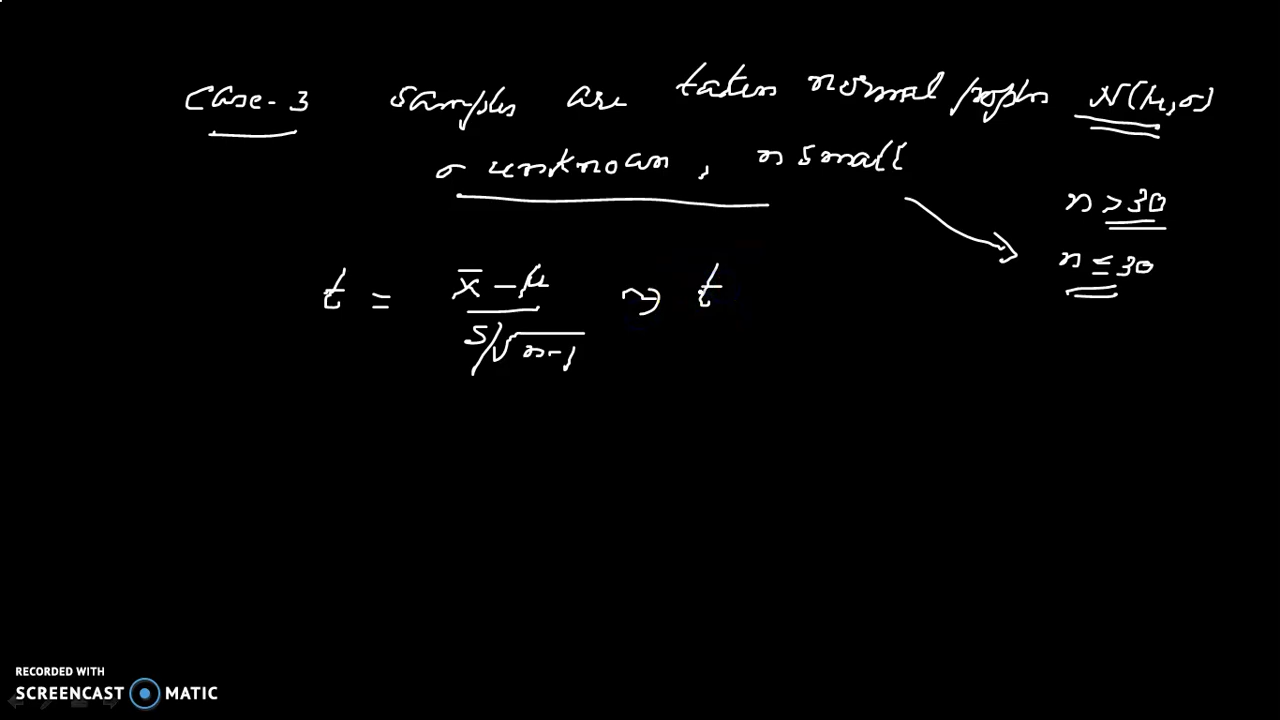 Case-3 samples are taken normal popln N(μ,σ)
σ unknown, n small
n > 30
n ≤ 30
t = x̄ - μ / S/√n-1 ~> t
RECORDED WITH
SCREENCAST MATIC